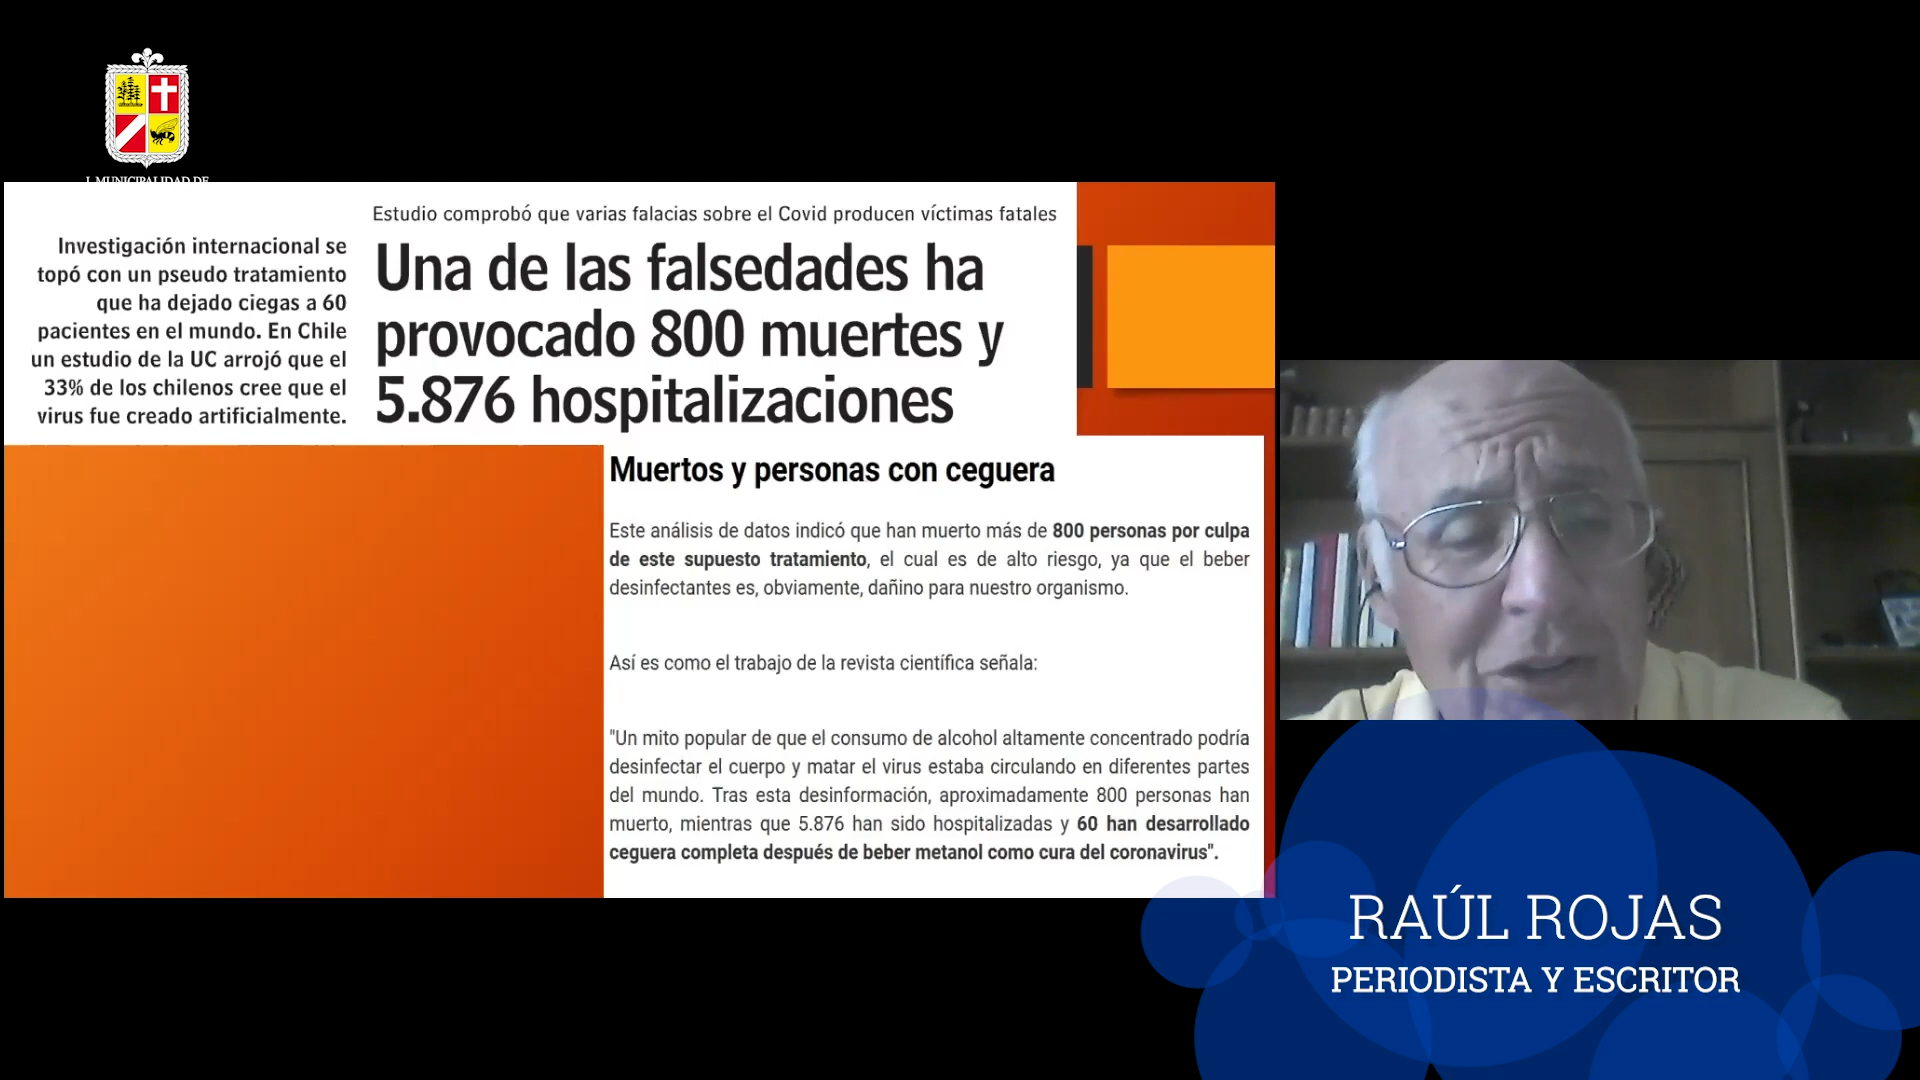 I. MUNICIPALIDAD DE
Estudio comprobó que varias falacias sobre el Covid producen víctimas fatales
Investigación internacional se
topó con un pseudo tratamiento
que ha dejado ciegas a 60
pacientes en el mundo. En Chile
un estudio de la UC arrojó que el
33% de los chilenos cree que el
virus fue creado artificialmente.
Una de las falsedades ha
provocado 800 muertes y
5.876 hospitalizaciones
Muertos y personas con ceguera
Este análisis de datos indicó que han muerto más de 800 personas por culpa
de este supuesto tratamiento, el cual es de alto riesgo, ya que el beber
desinfectantes es, obviamente, dañino para nuestro organismo.
Así es como el trabajo de la revista científica señala:
"Un mito popular de que el consumo de alcohol altamente concentrado podría
desinfectar el cuerpo y matar el virus estaba circulando en diferentes partes
del mundo. Tras esta desinformación, aproximadamente 800 personas han
muerto, mientras que 5.876 han sido hospitalizadas y 60 han desarrollado
ceguera completa después de beber metanol como cura del coronavirus".
RAÚL ROJAS
PERIODISTA Y ESCRITOR